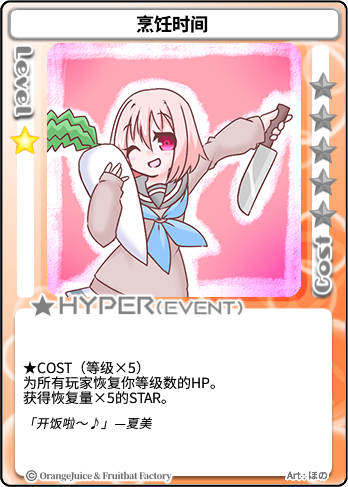 烹饪时间
Level
Cost
★HYPER(EVENT)
★COST（等级×5）
为所有玩家恢复你等级数的HP。
获得恢复量×5的STAR。
「开饭啦～♪」—夏美
© OrangeJuice & Fruitbat Factory
Art : ほの